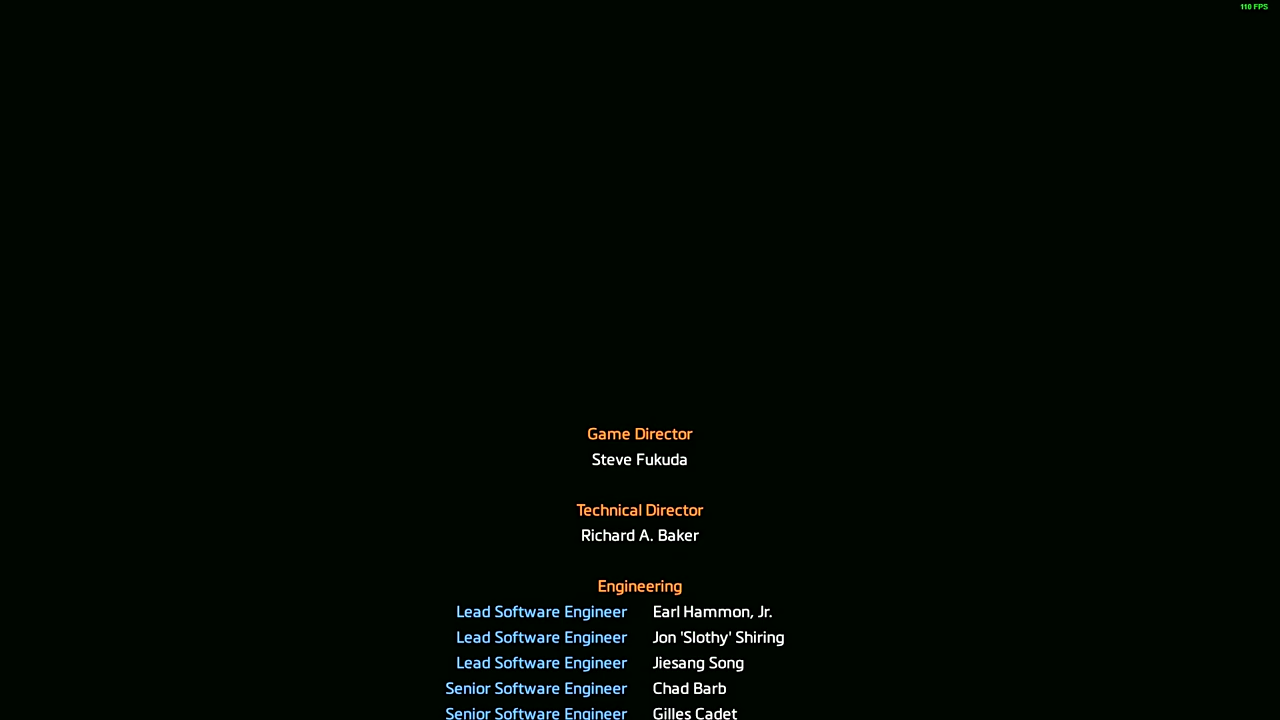 110 FPS
Game Director
Steve Fukuda
Technical Director
Richard A. Baker
Engineering
Lead Software Engineer Earl Hammon, Jr.
Lead Software Engineer Jon 'Slothy' Shiring
Lead Software Engineer Jiesang Song
Senior Software Engineer Chad Barb
Senior Software Engineer Gilles Cadet